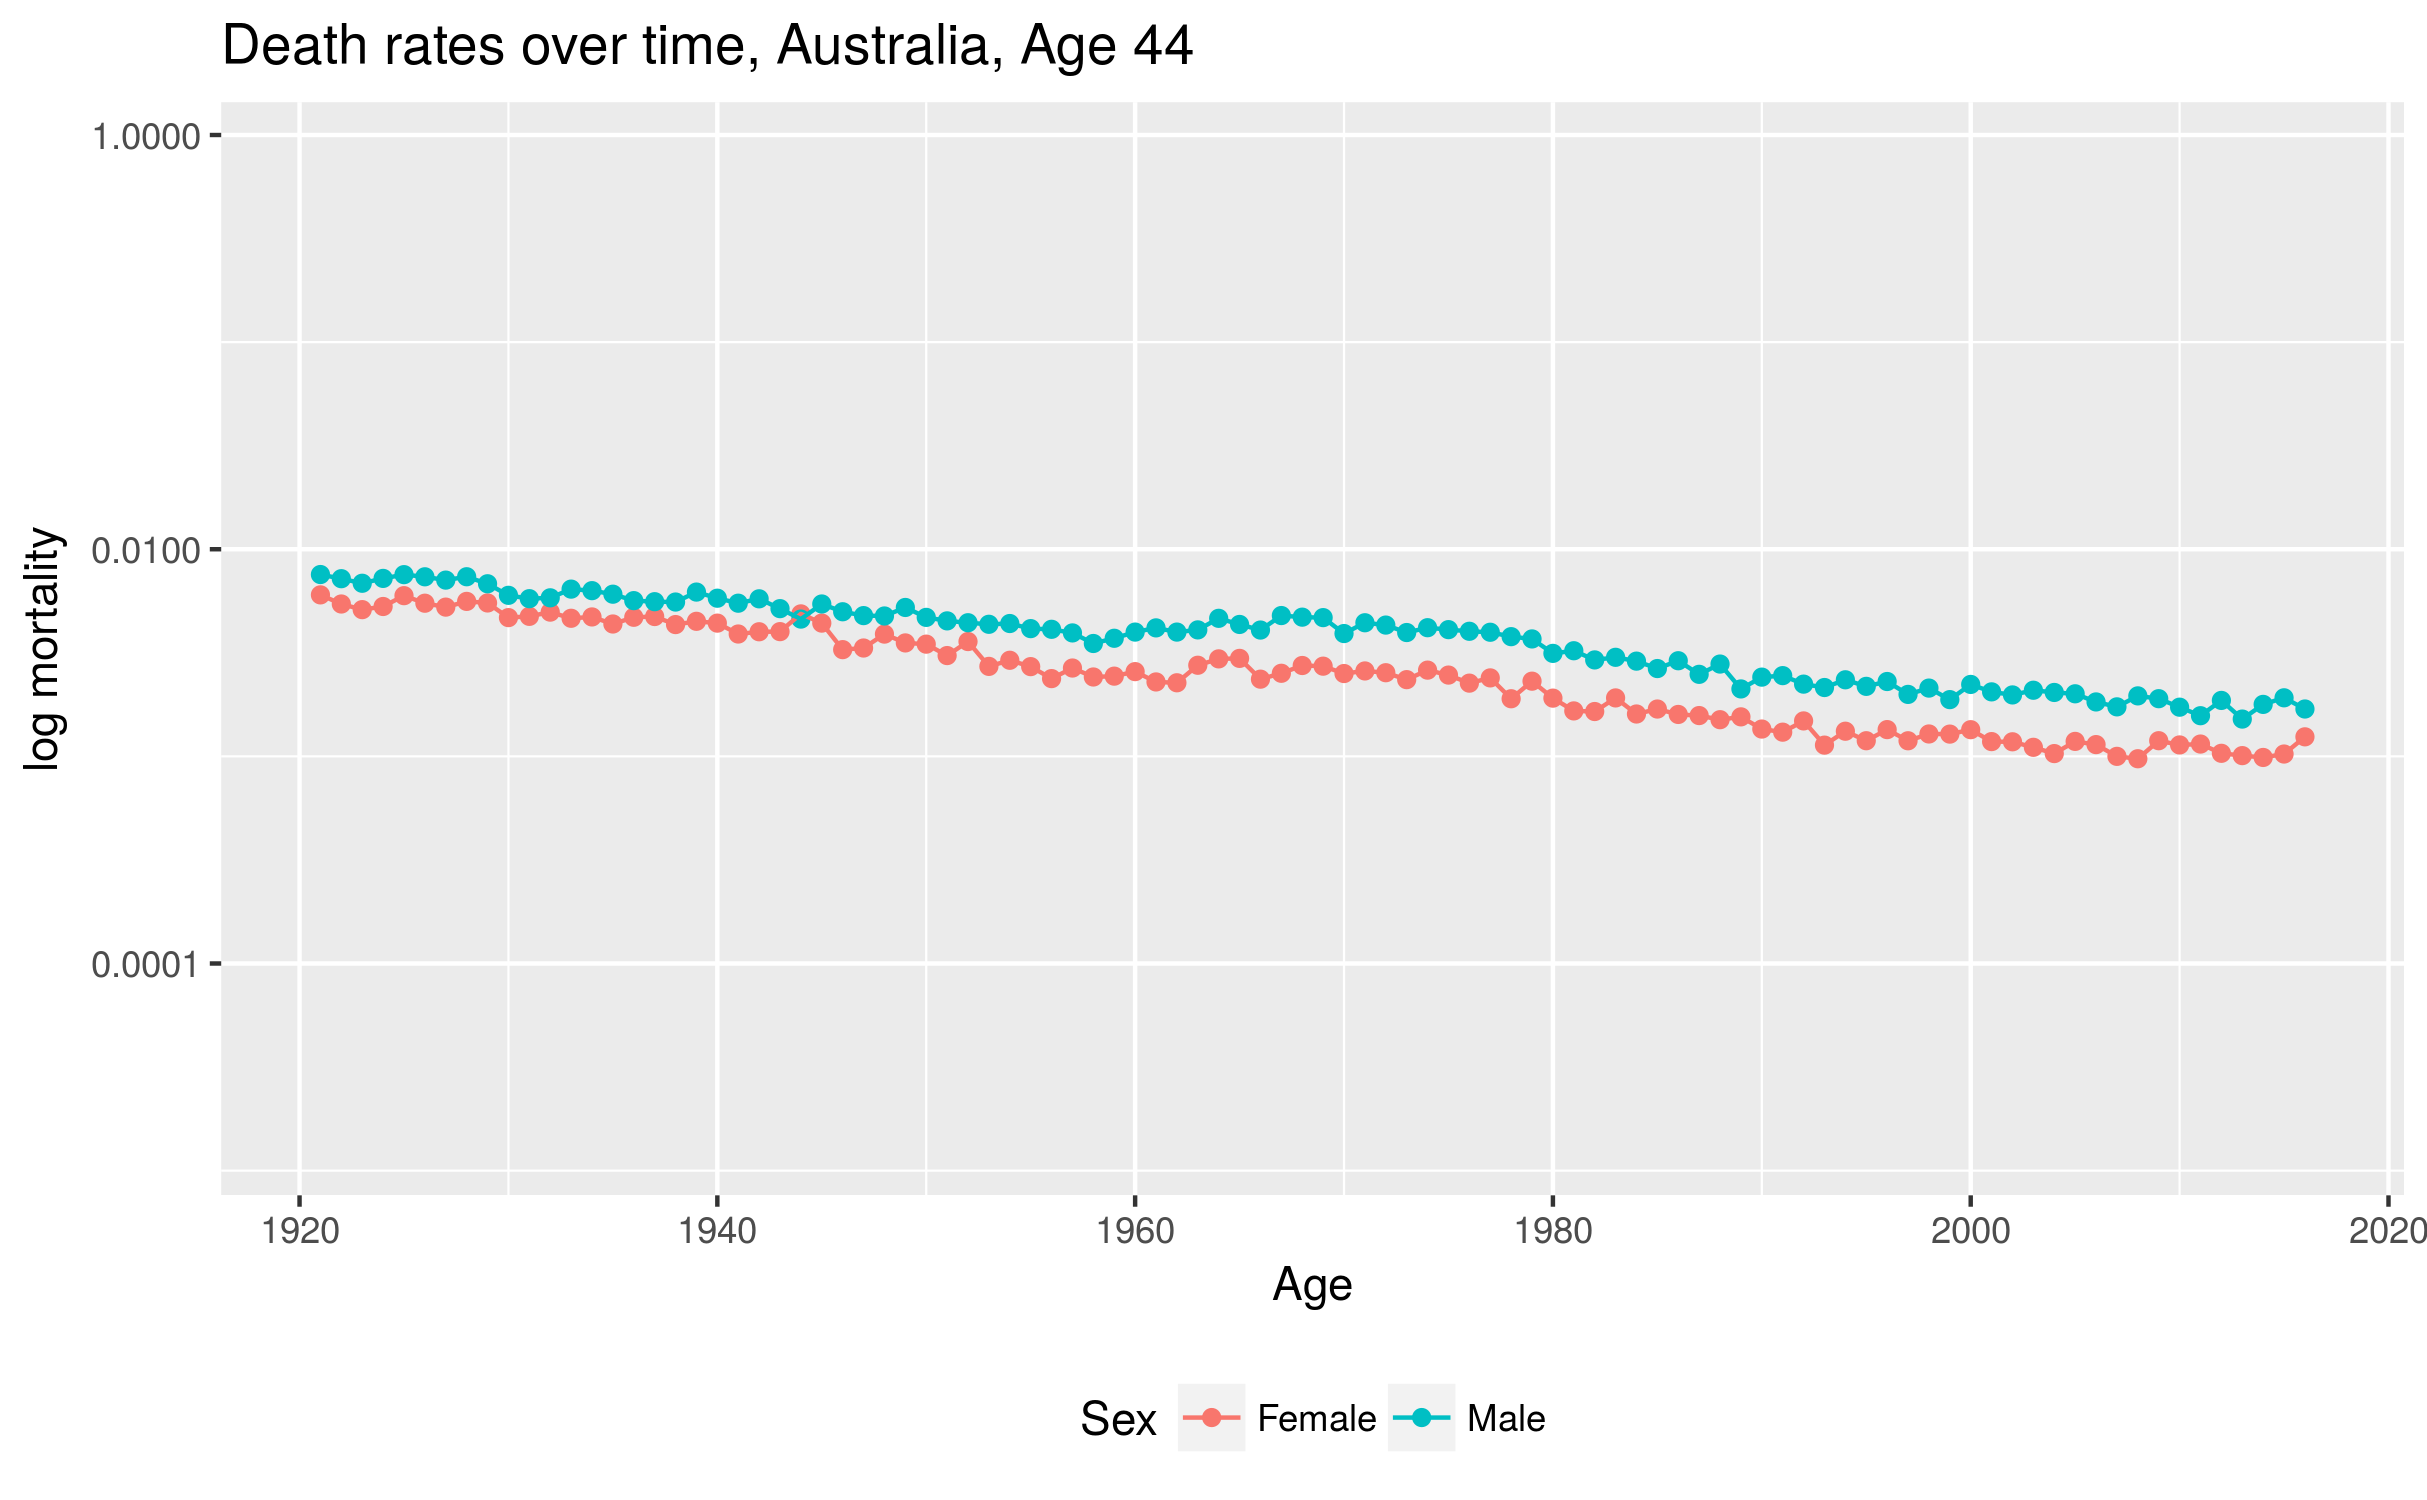 Death rates over time, Australia, Age 44
log mortality
1.0000
0.0100
0.0001
1920 1940 1960 1980 2000 2020
Age
Sex Female Male